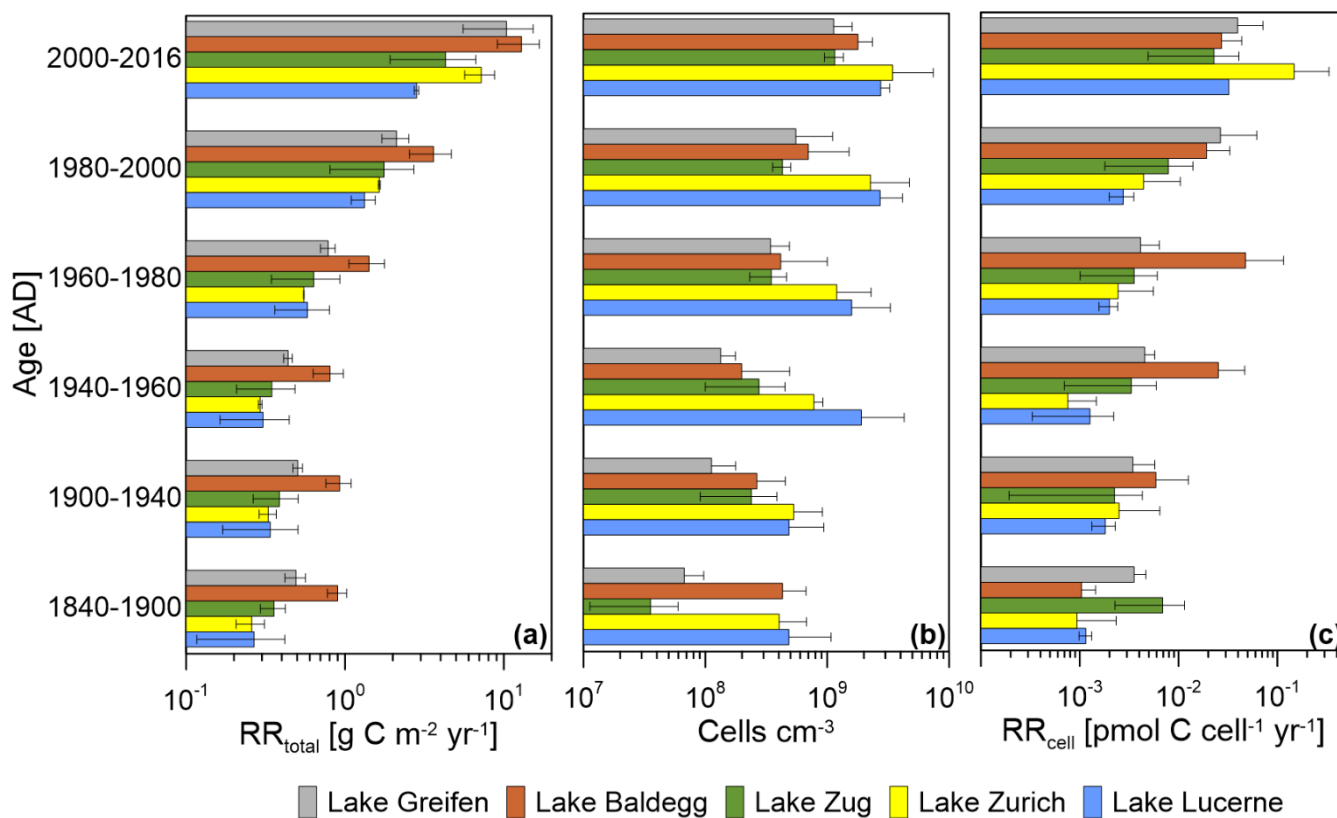 Age [AD]
2000-2016
1980-2000
1960-1980
1940-1960
1900-1940
1840-1900
(a)
(b)
(c)
10⁻¹ 10⁰ 10¹
10⁷ 10⁸ 10⁹ 10¹⁰
10⁻³ 10⁻² 10⁻¹
RRtotal [g C m⁻² yr⁻¹]
Cells cm⁻³
RRcell [pmol C cell⁻¹ yr⁻¹]
Lake Greifen Lake Baldegg Lake Zug Lake Zurich Lake Lucerne